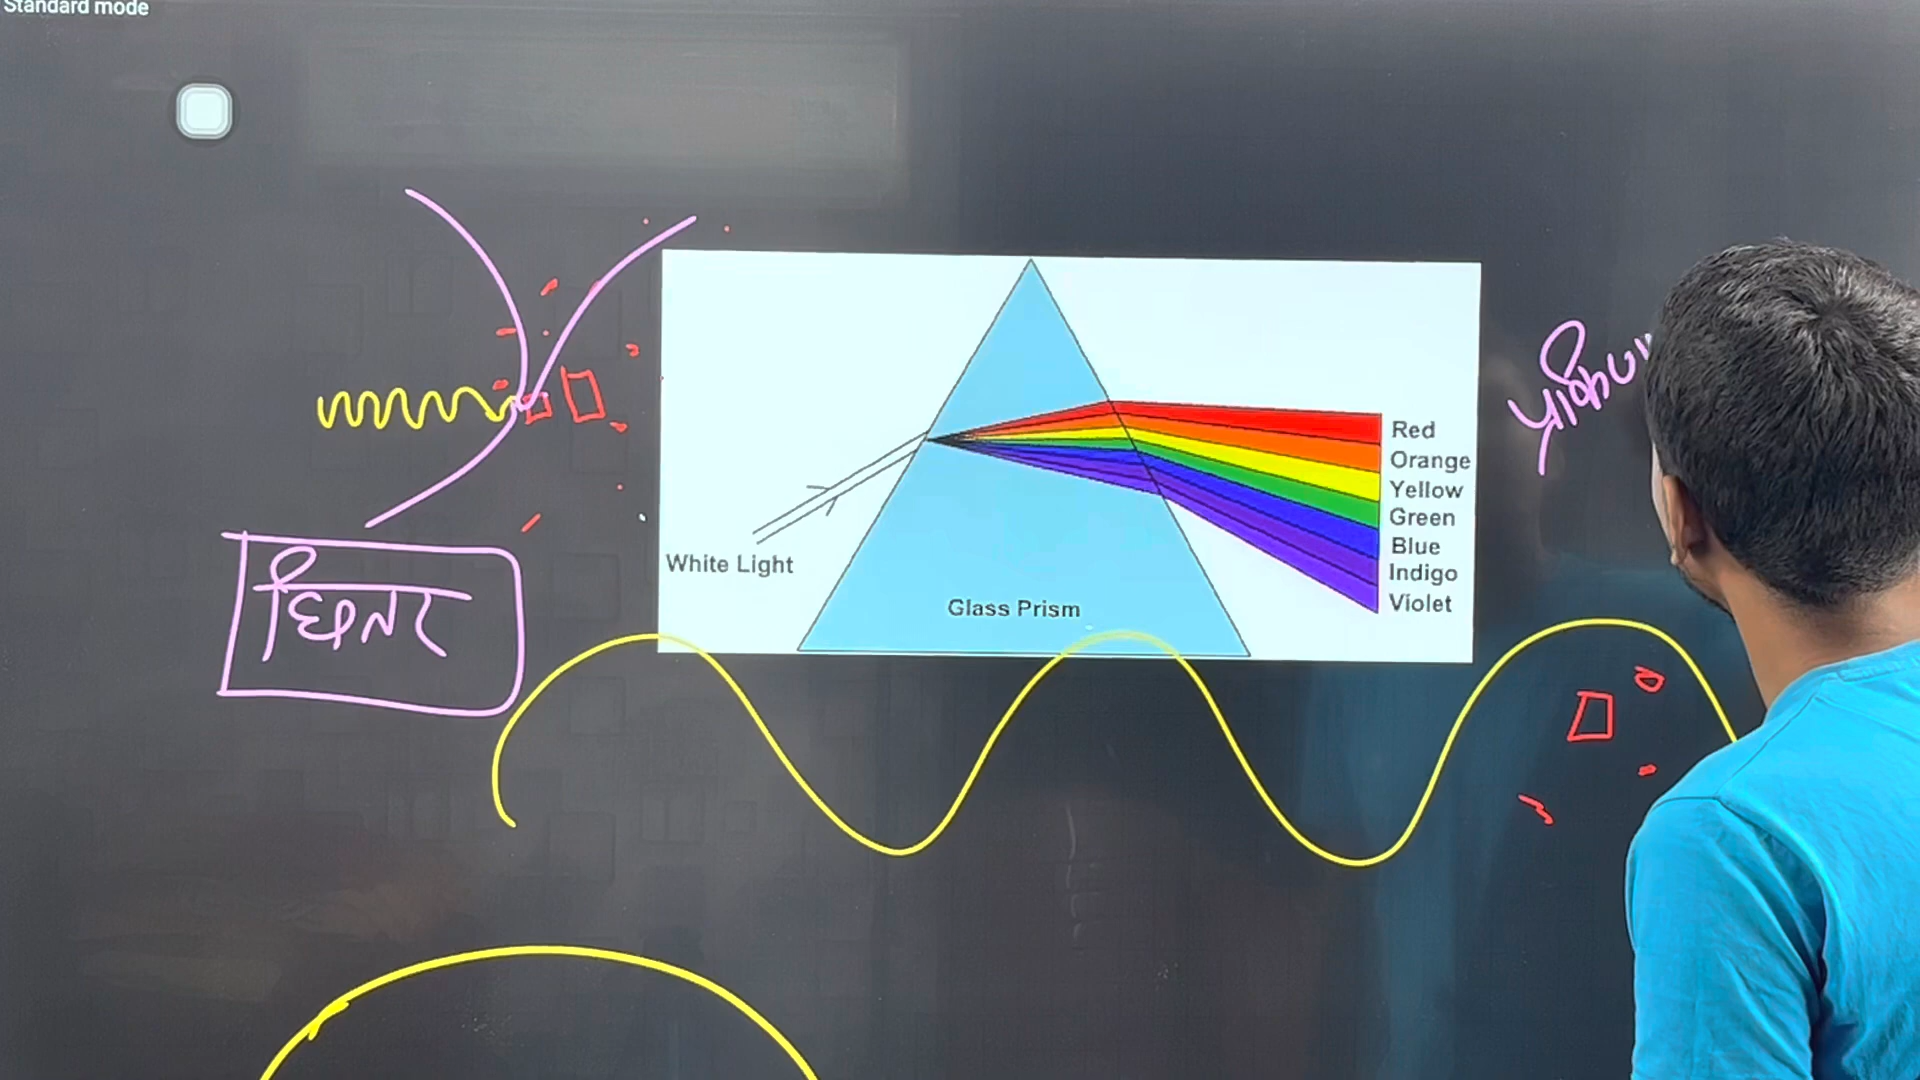 Standard mode
Red
Orange
Yellow
Green
Blue
Indigo
Violet
White Light
Glass Prism